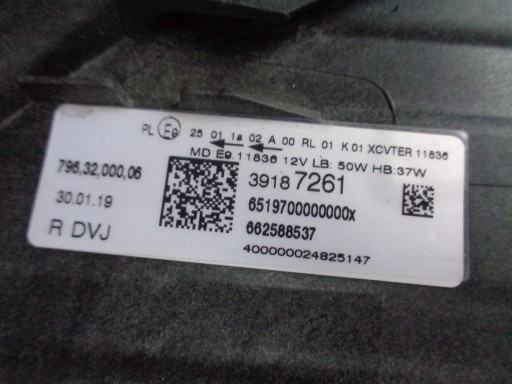 PL E9 25 01 1a 02 A 00 RL 01 K 01 XCVTER 11836
MD E9 11836 12V LB: 50W HB:37W
796,32,000,06
30.01.19
R DVJ
3918 7261
6519700000000x
662588537
400000024825147